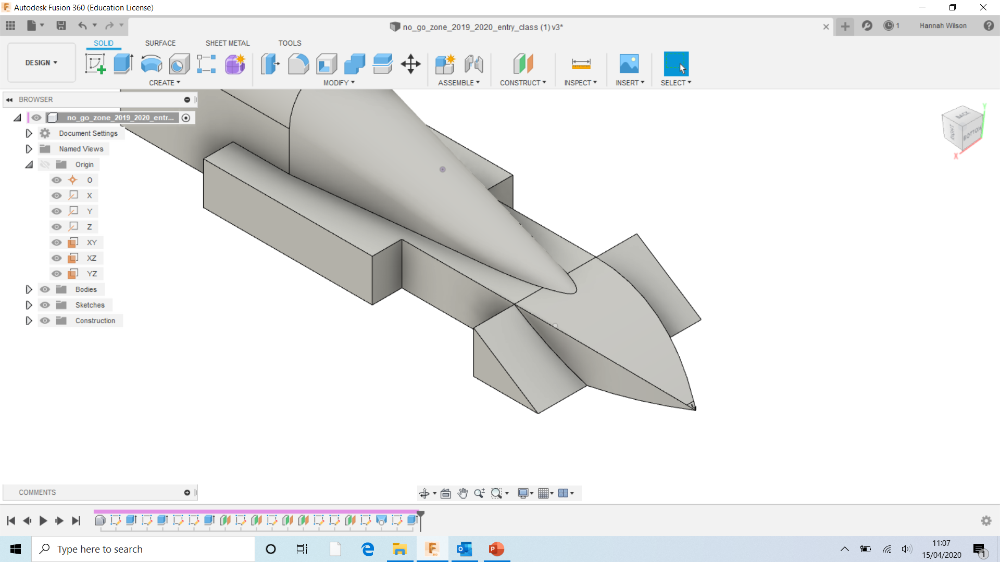 Autodesk Fusion 360 (Education License)
no_go_zone_2019_2020_entry_class (1) v3*
1
Hannah Wilson
SOLID SURFACE SHEET METAL TOOLS
DESIGN
CREATE MODIFY ASSEMBLE CONSTRUCT INSPECT INSERT SELECT
BROWSER
no_go_zone_2019_2020_entr...
Document Settings
Named Views
Origin
O
X
Y
Z
XY
XZ
YZ
Bodies
Sketches
Construction
BACK
RIGHT
BOTTOM
Y
X
COMMENTS
Type here to search
11:07
15/04/2020
1